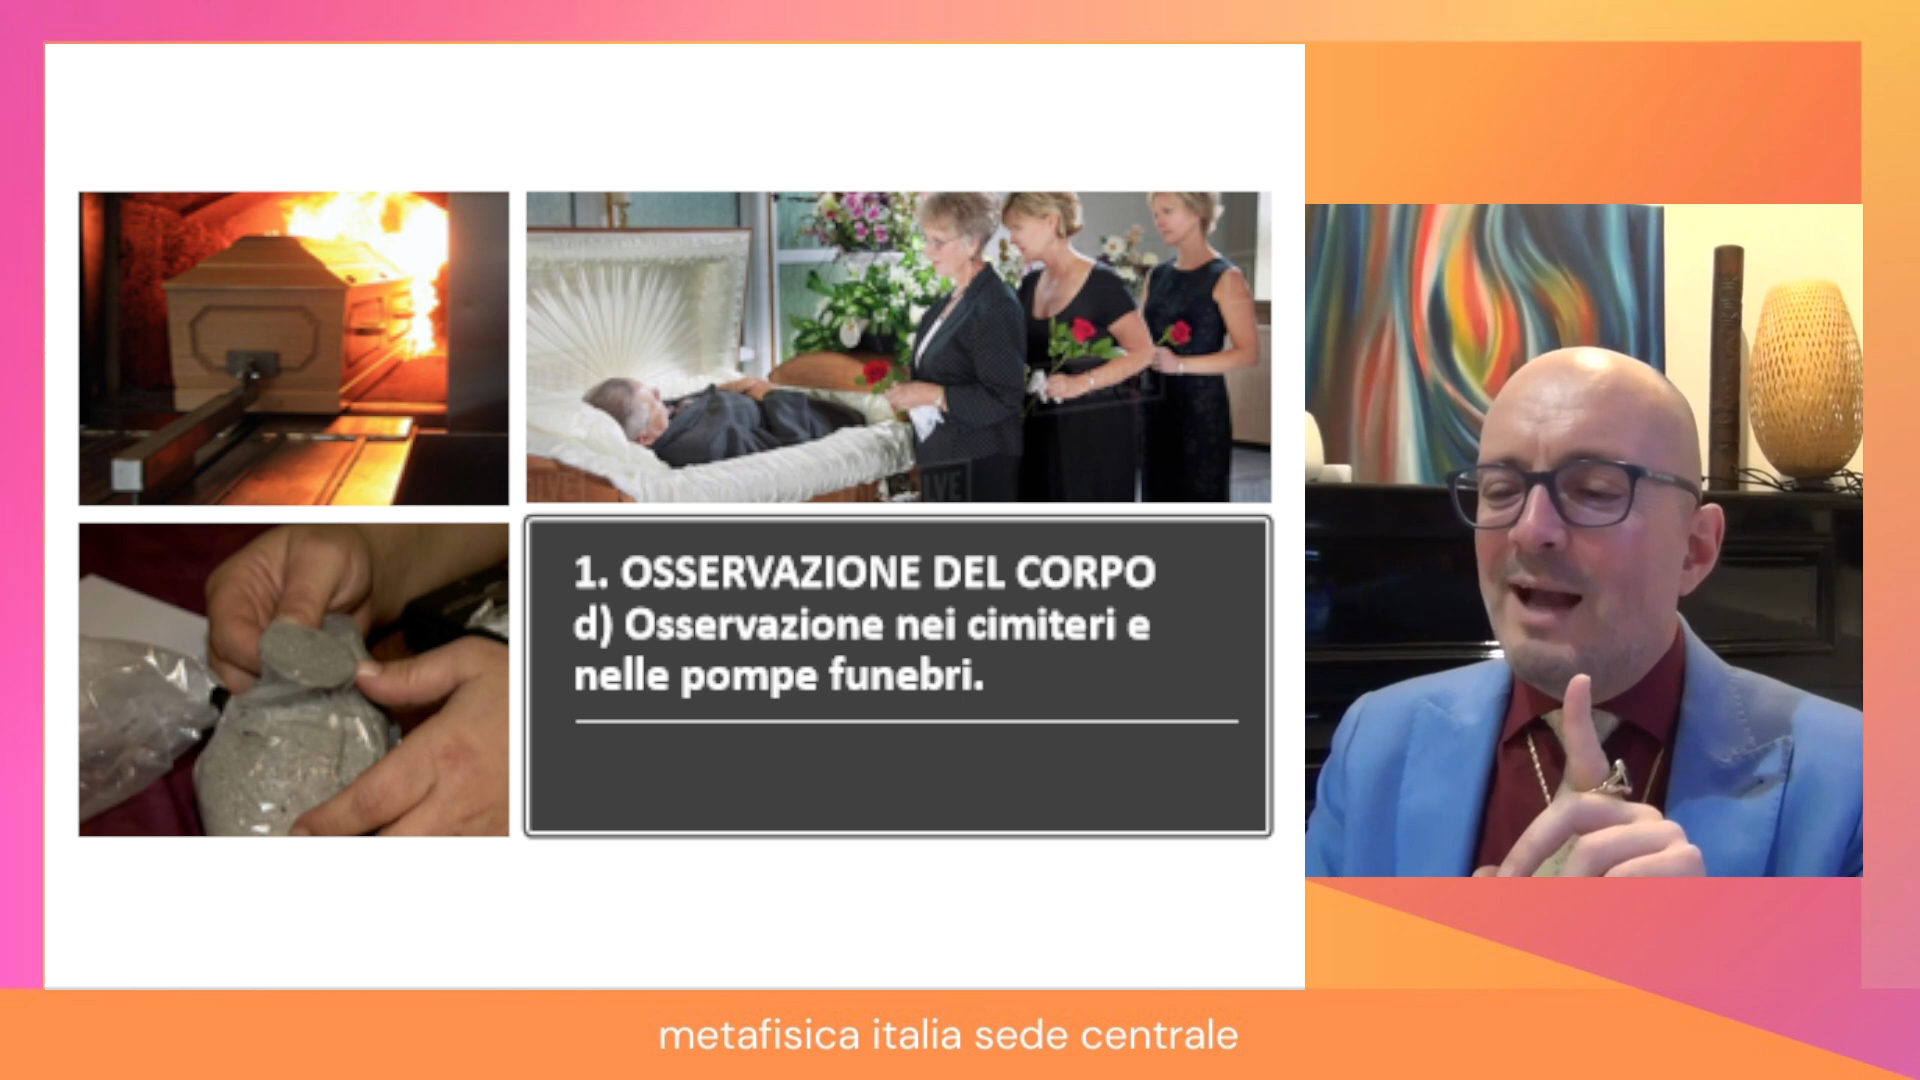 1. OSSERVAZIONE DEL CORPO
d) Osservazione nei cimiteri e
nelle pompe funebri.
metafisica italia sede centrale